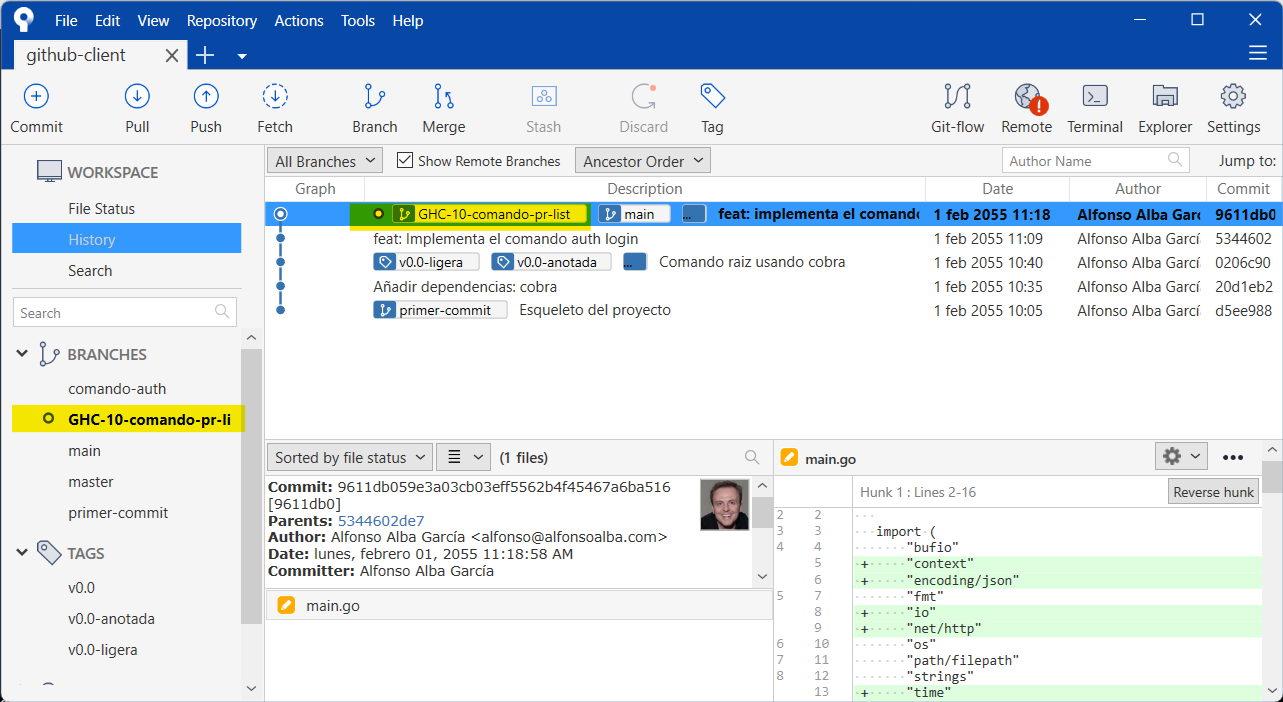 File Edit View Repository Actions Tools Help
github-client
Commit Pull Push Fetch Branch Merge Stash Discard Tag Git-flow Remote Terminal Explorer Settings
WORKSPACE
File Status
History
Search
Search
BRANCHES
comando-auth
GHC-10-comando-pr-li
main
master
primer-commit
TAGS
v0.0
v0.0-anotada
v0.0-ligera
All Branches Show Remote Branches Ancestor Order Author Name Jump to:
Graph Description Date Author Commit
GHC-10-comando-pr-list main ... feat: implementa el comando 1 feb 2055 11:18 Alfonso Alba Garc 9611db0
feat: Implementa el comando auth login 1 feb 2055 11:09 Alfonso Alba Garcí 5344602
v0.0-ligera v0.0-anotada ... Comando raiz usando cobra 1 feb 2055 10:40 Alfonso Alba Garcí 0206c90
Añadir dependencias: cobra 1 feb 2055 10:35 Alfonso Alba Garcí 20d1eb2
primer-commit Esqueleto del proyecto 1 feb 2055 10:05 Alfonso Alba Garcí d5ee988
Sorted by file status (1 files)
Commit: 9611db059e3a03cb03eff5562b4f45467a6ba516
[9611db0]
Parents: 5344602de7
Author: Alfonso Alba García <alfonso@alfonsoalba.com>
Date: lunes, febrero 01, 2055 11:18:58 AM
Committer: Alfonso Alba García
main.go
main.go
Hunk 1 : Lines 2-16 Reverse hunk
2 2
3 3 import (
4 4 "bufio"
5 + "context"
6 + "encoding/json"
5 7 "fmt"
8 + "io"
9 + "net/http"
6 10 "os"
7 11 "path/filepath"
8 12 "strings"
13 + "time"